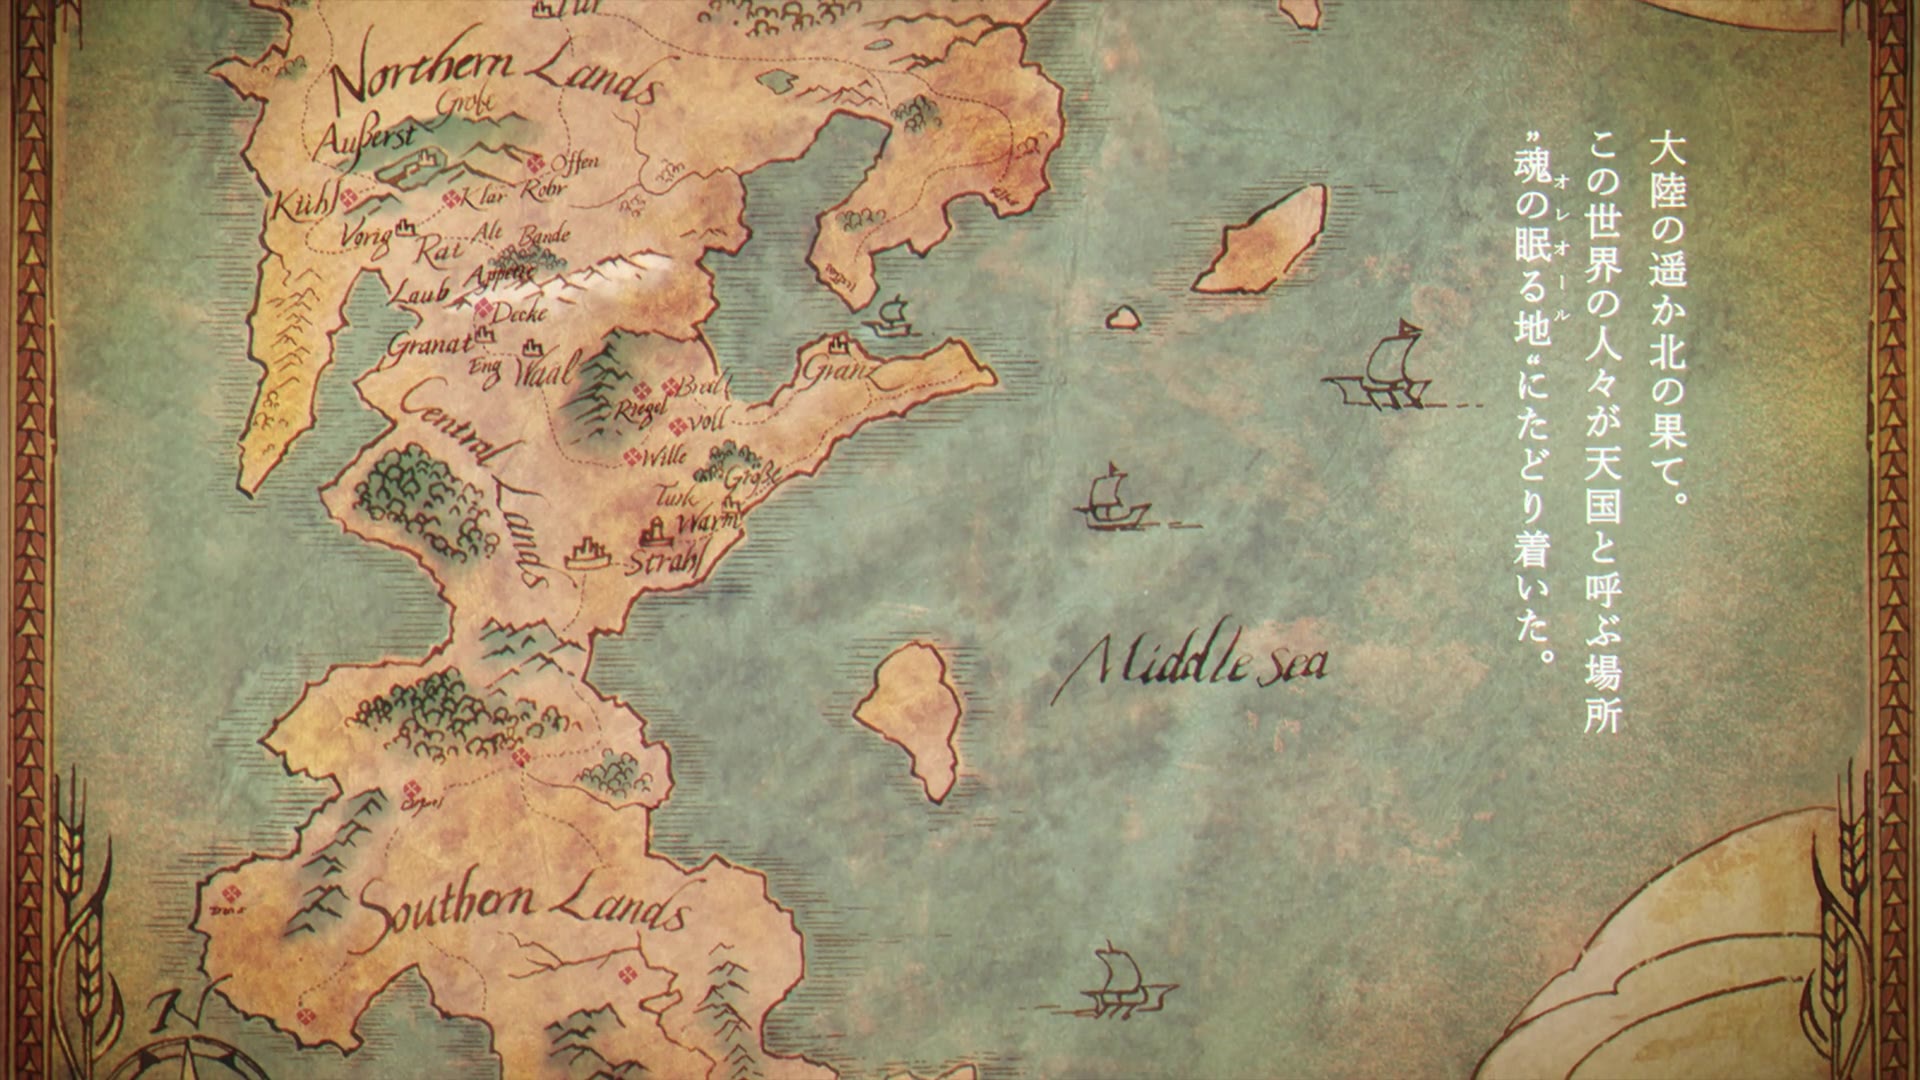 大陸の遥か北の果て。
この世界の人々が天国と呼ぶ場所
オレオール
”魂の眠る地“にたどり着いた。
Tür
Northern Lands
Grobe
Außerst
Offen
Kühl
Klar
Rohr
Vorig
Rai
Alt
Bande
Appetit
Laub
Decke
Granat
Eng
Waal
Granz
Breit
Riegel
Voll
Central Lands
Wille
Große
Turk
Warm
Strahl
Middle Sea
Southern Lands
N